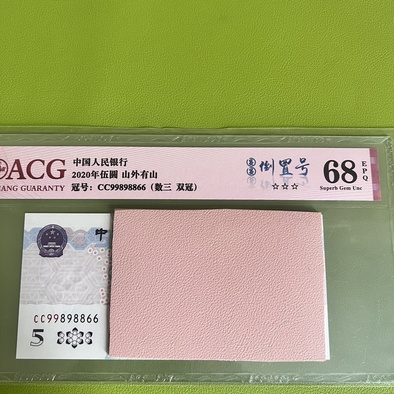 ACG
ANG GUARANTY
中国人民银行
2020年伍圆 山外有山
冠号: CC99898866 (数三 双冠)
倒置号
☆☆☆
68
EPQ
Superb Gem Unc
中
CC99898866
5